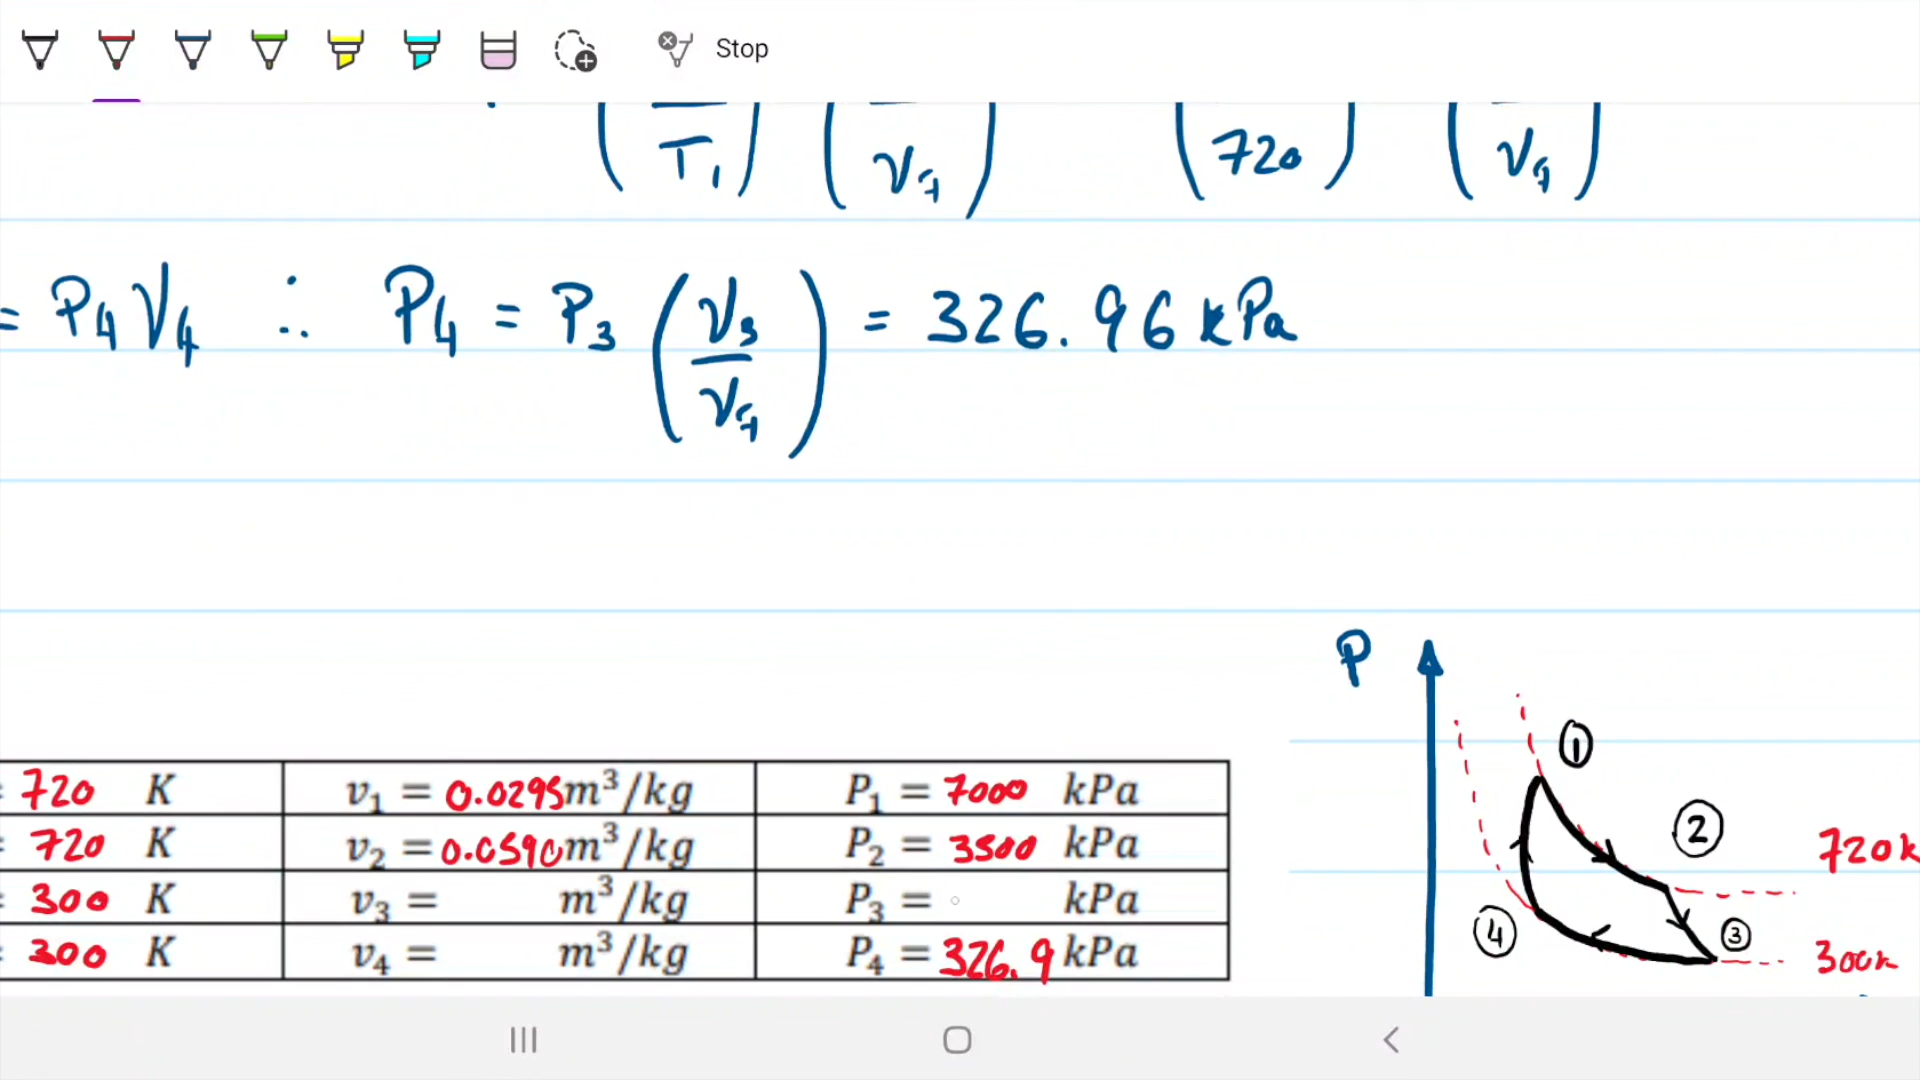 Stop
( T₁ ) ( v₄ ) ( 720 ) ( v₄ )
= P₄ V₄ ∴ P₄ = P₃ ( v₃ / v₄ ) = 326.96 kPa
P
①
720 K v₁ = 0.0295 m³/kg P₁ = 7000 kPa
②
720 K v₂ = 0.0590 m³/kg P₂ = 3500 kPa
720k
300 K v₃ = m³/kg P₃ = kPa
④ ③
300 K v₄ = m³/kg P₄ = 326.9 kPa
300k